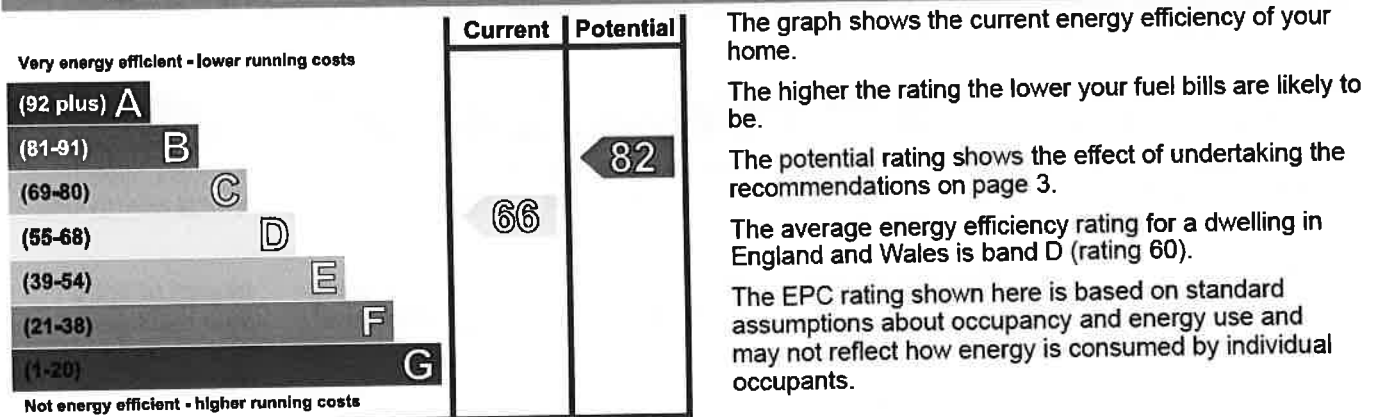 Current Potential
Very energy efficient - lower running costs
(92 plus) A
(81-91) B
(69-80) C
(55-68) D
(39-54) E
(21-38) F
(1-20) G
Not energy efficient - higher running costs
82
66
The graph shows the current energy efficiency of your
home.
The higher the rating the lower your fuel bills are likely to
be.
The potential rating shows the effect of undertaking the
recommendations on page 3.
The average energy efficiency rating for a dwelling in
England and Wales is band D (rating 60).
The EPC rating shown here is based on standard
assumptions about occupancy and energy use and
may not reflect how energy is consumed by individual
occupants.